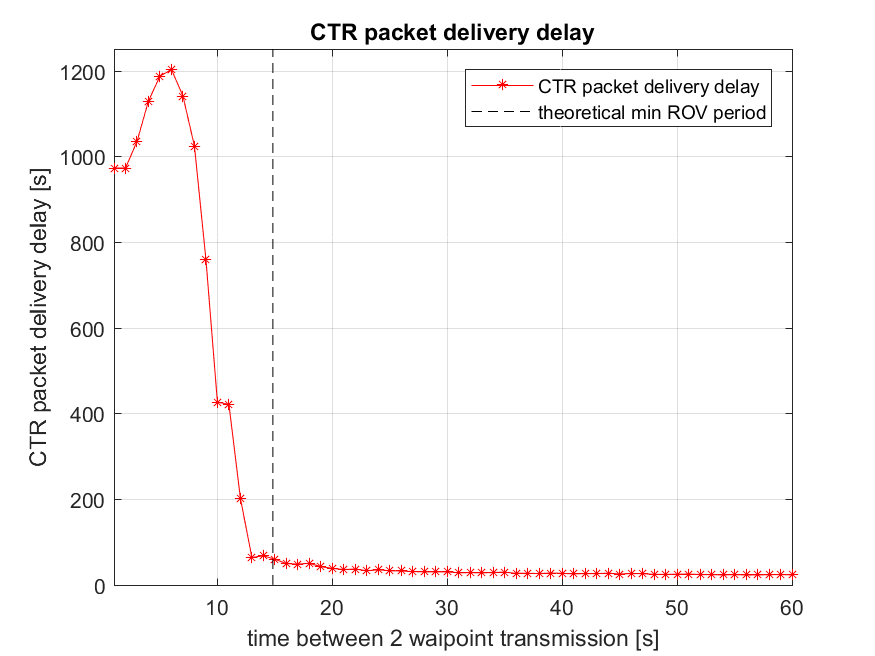 CTR packet delivery delay
CTR packet delivery delay
theoretical min ROV period
CTR packet delivery delay [s]
1200
1000
800
600
400
200
0
10
20
30
40
50
60
time between 2 waipoint transmission [s]